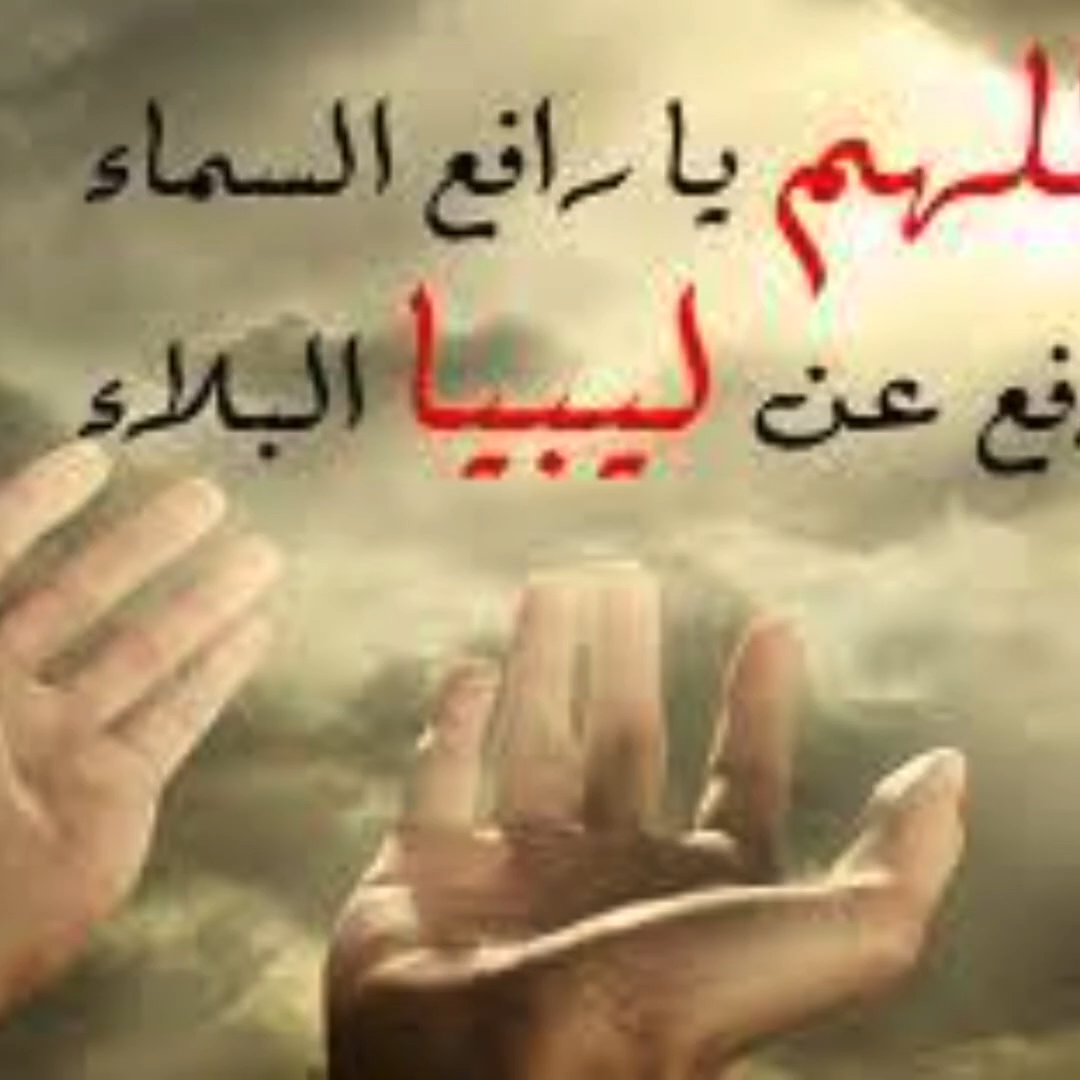 للهم يا رافع السماء
فع عن ليبيا البلاء